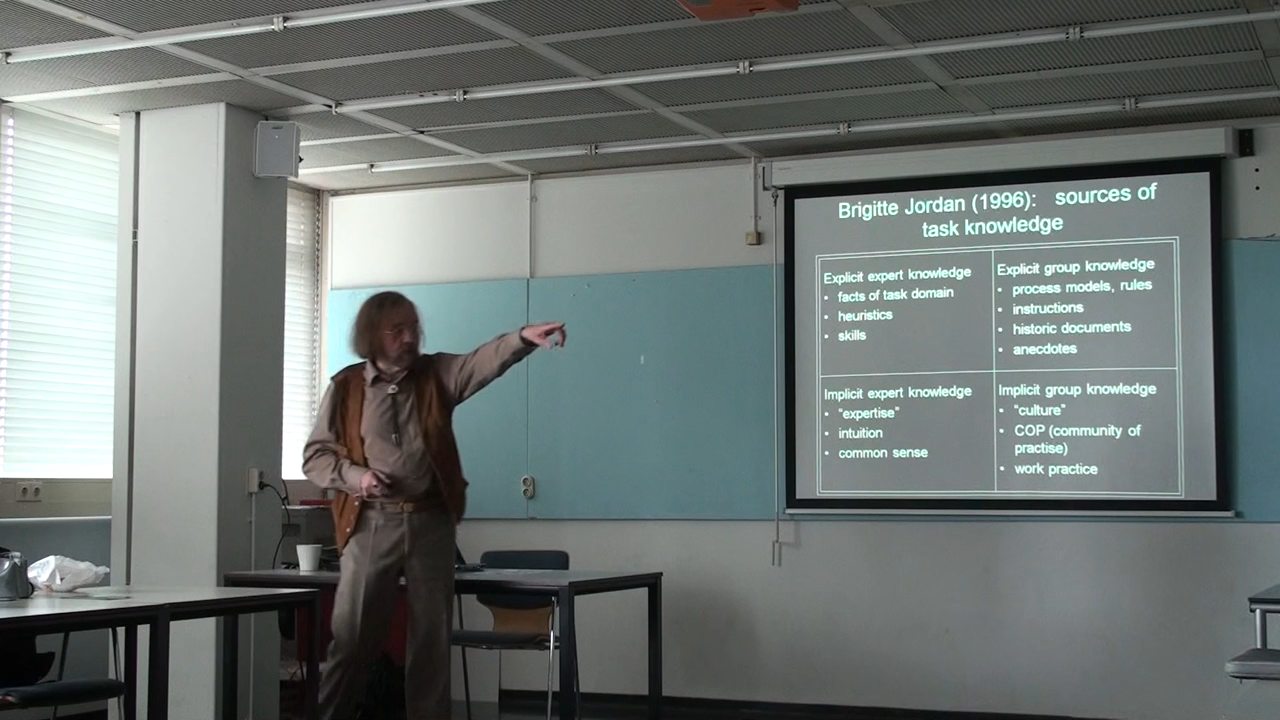 Brigitte Jordan (1996): sources of
task knowledge
Explicit expert knowledge
• facts of task domain
• heuristics
• skills
Explicit group knowledge
• process models, rules
• instructions
• historic documents
• anecdotes
Implicit expert knowledge
• "expertise"
• intuition
• common sense
Implicit group knowledge
• "culture"
• COP (community of
practise)
• work practice